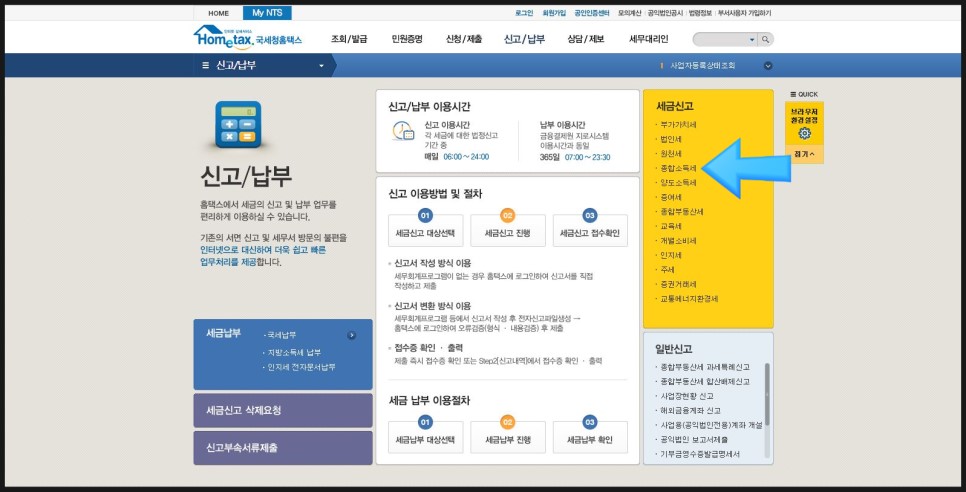 HOME
My NTS
로그인 회원가입 공인인증센터 모의계산 공익법인공시 법령정보 부서사용자 가입하기
Hometax. 국세청홈택스
조회/발급 민원증명 신청/제출 신고/납부 상담/제보 세무대리인
신고/납부
사업자등록상태조회
신고/납부
홈택스에서 세금의 신고 및 납부 업무를
편리하게 이용하실 수 있습니다.
기존의 서면 신고 및 세무서 방문의 불편을
인터넷으로 대신하여 더욱 쉽고 빠른
업무처리를 제공합니다.
세금납부
· 국세납부
· 지방소득세 납부
· 인지세 전자문서납부
세금신고 삭제요청
신고부속서류제출
신고/납부 이용시간
신고 이용시간
각 세금에 대한 법정신고
기간 중
매일 06:00~24:00
납부 이용시간
금융결제원 지로시스템
이용시간과 동일
365일 07:00~23:30
신고 이용방법 및 절차
01 02 03
세금신고 대상선택 세금신고 진행 세금신고 접수확인
신고서 작성 방식 이용
세무회계프로그램이 없는 경우 홈택스에 로그인하여 신고서를 직접
작성하고 제출
신고서 변환 방식 이용
세무회계프로그램 등에서 신고서 작성 후 전자신고파일생성 →
홈택스에 로그인하여 오류검증(형식 · 내용검증) 후 제출
접수증 확인 · 출력
제출 즉시 접수증 확인 또는 Step2[신고내역]에서 접수증 확인 · 출력
세금 납부 이용절차
01 02 03
세금납부 대상선택 세금납부 진행 세금납부 확인
세금신고
· 부가가치세
· 법인세
· 원천세
· 종합소득세
· 양도소득세
· 증여세
· 종합부동산세
· 교육세
· 개별소비세
· 인지세
· 주세
· 증권거래세
· 교통에너지환경세
일반신고
· 종합부동산세 과세특례신고
· 종합부동산세 합산배제신고
· 사업장현황 신고
· 해외금융계좌 신고
· 사업용(공익법인전용)계좌 개설
· 공익법인 보고서제출
· 기부금영수증발급명세서
QUICK
브라우저
환경설정
접기